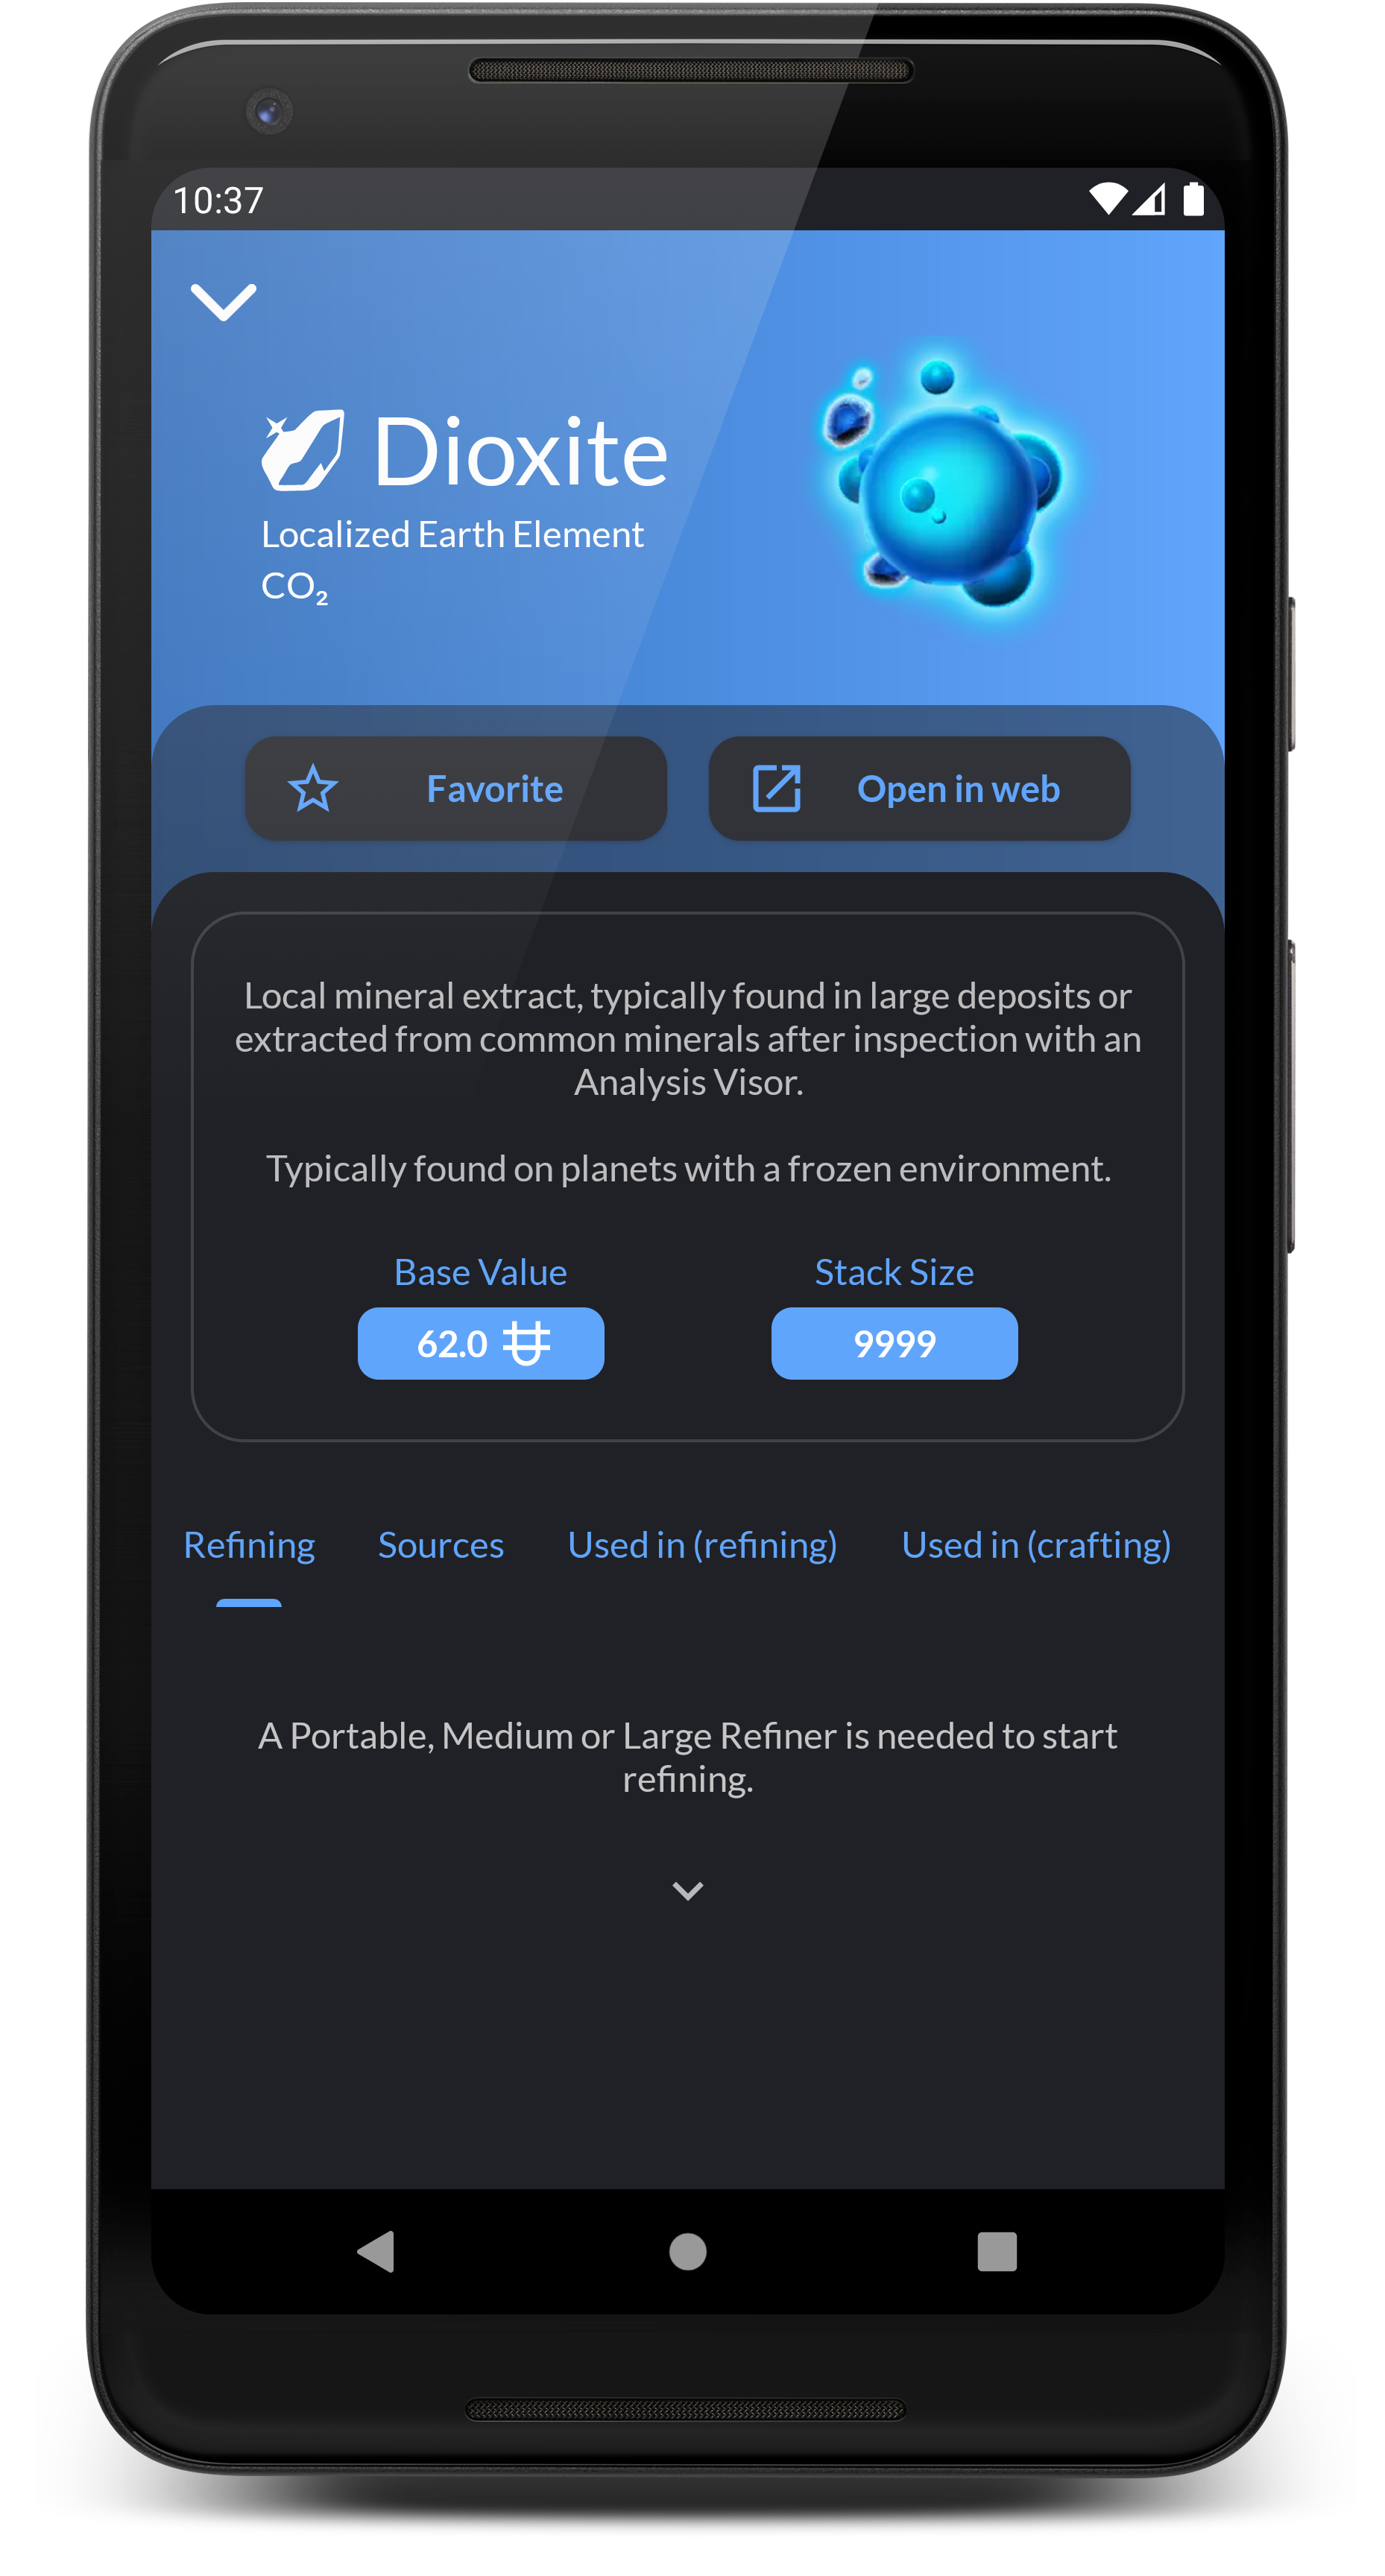 10:37
Dioxite
Localized Earth Element
CO₂
Favorite
Open in web
Local mineral extract, typically found in large deposits or
extracted from common minerals after inspection with an
Analysis Visor.
Typically found on planets with a frozen environment.
Base Value
Stack Size
62.0
9999
Refining
Sources
Used in (refining)
Used in (crafting)
A Portable, Medium or Large Refiner is needed to start
refining.